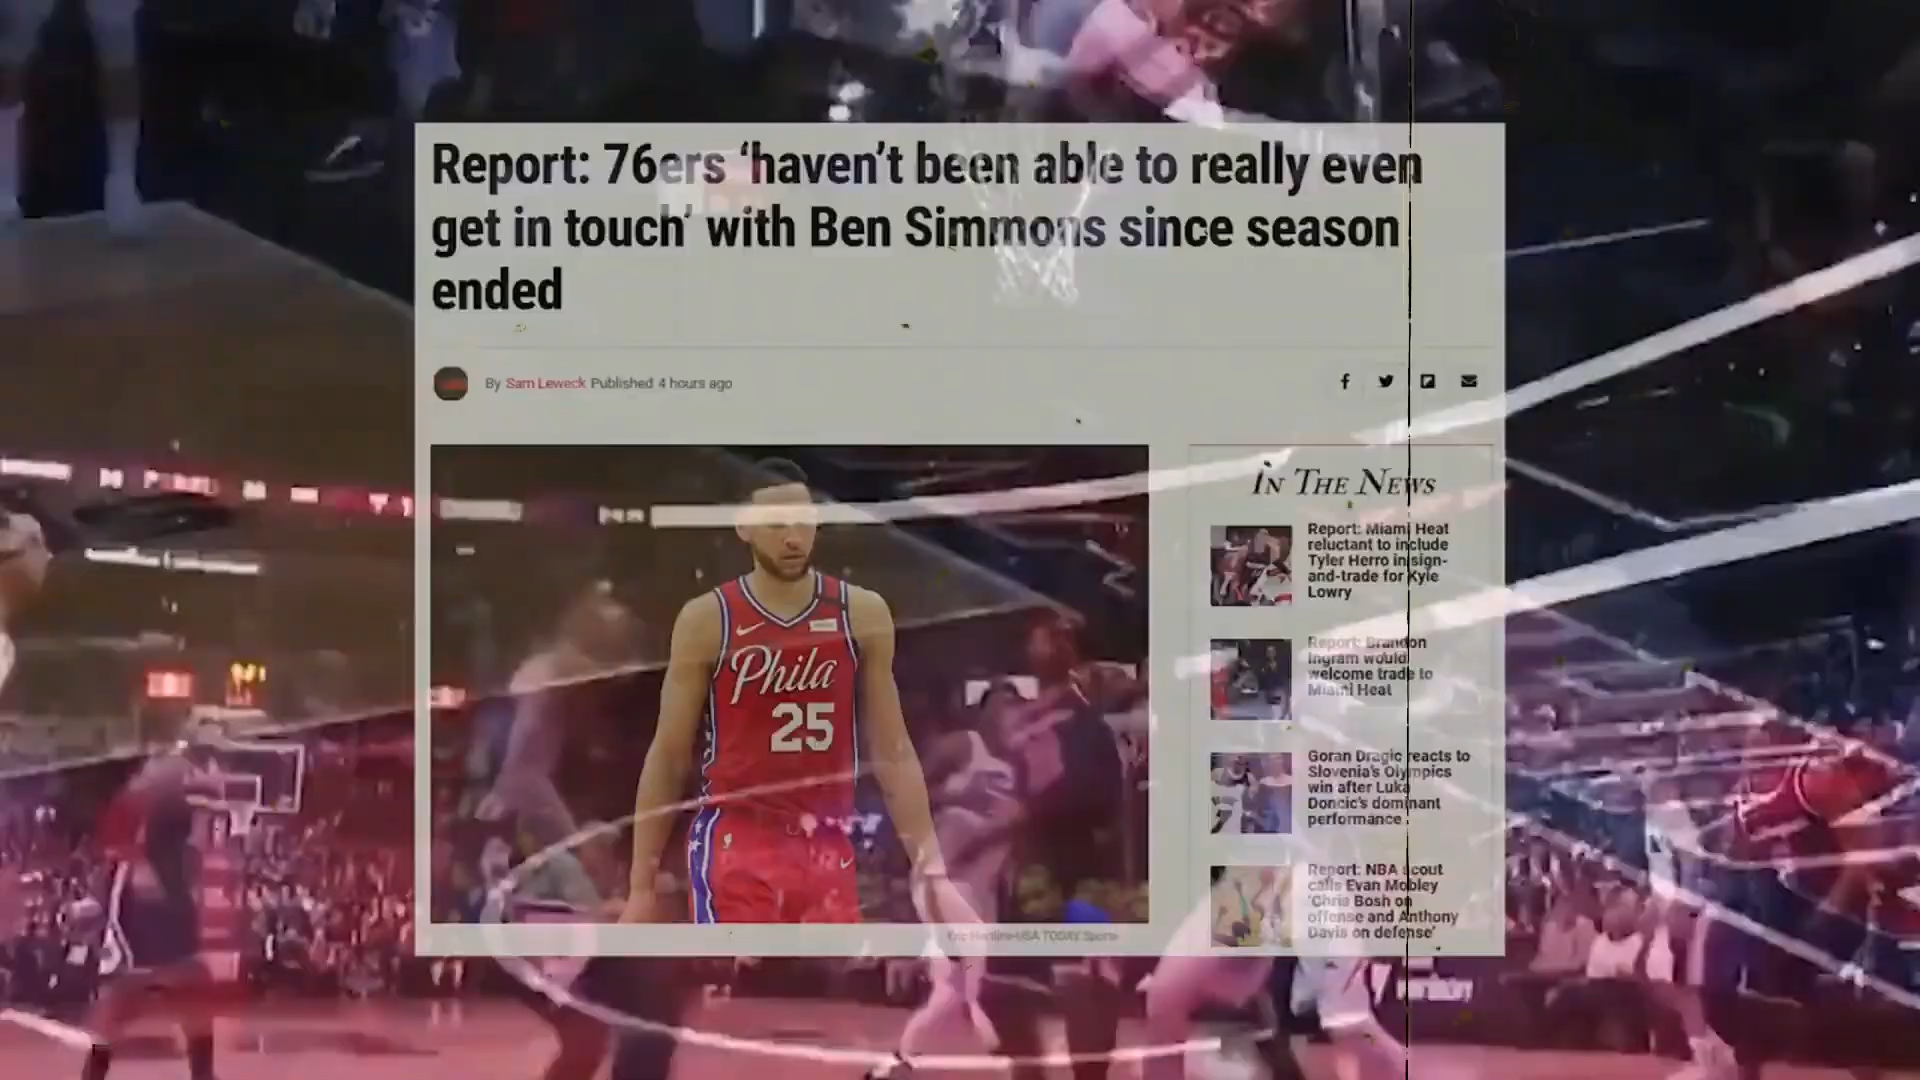 Report: 76ers ‘haven’t been able to really even
get in touch’ with Ben Simmons since season
ended
By Sam Leweck Published 4 hours ago
Phila
25
IN THE NEWS
Report: Miami Heat
reluctant to include
Tyler Herro in sign-
and-trade for Kyle
Lowry
Report: Brandon
Ingram would
welcome trade to
Miami Heat
Goran Dragic reacts to
Slovenia’s Olympics
win after Luka
Doncic’s dominant
performance
Report: NBA scout
calls Evan Mobley
‘Chris Bosh on
offense and Anthony
Davis on defense’
USA TODAY Sports